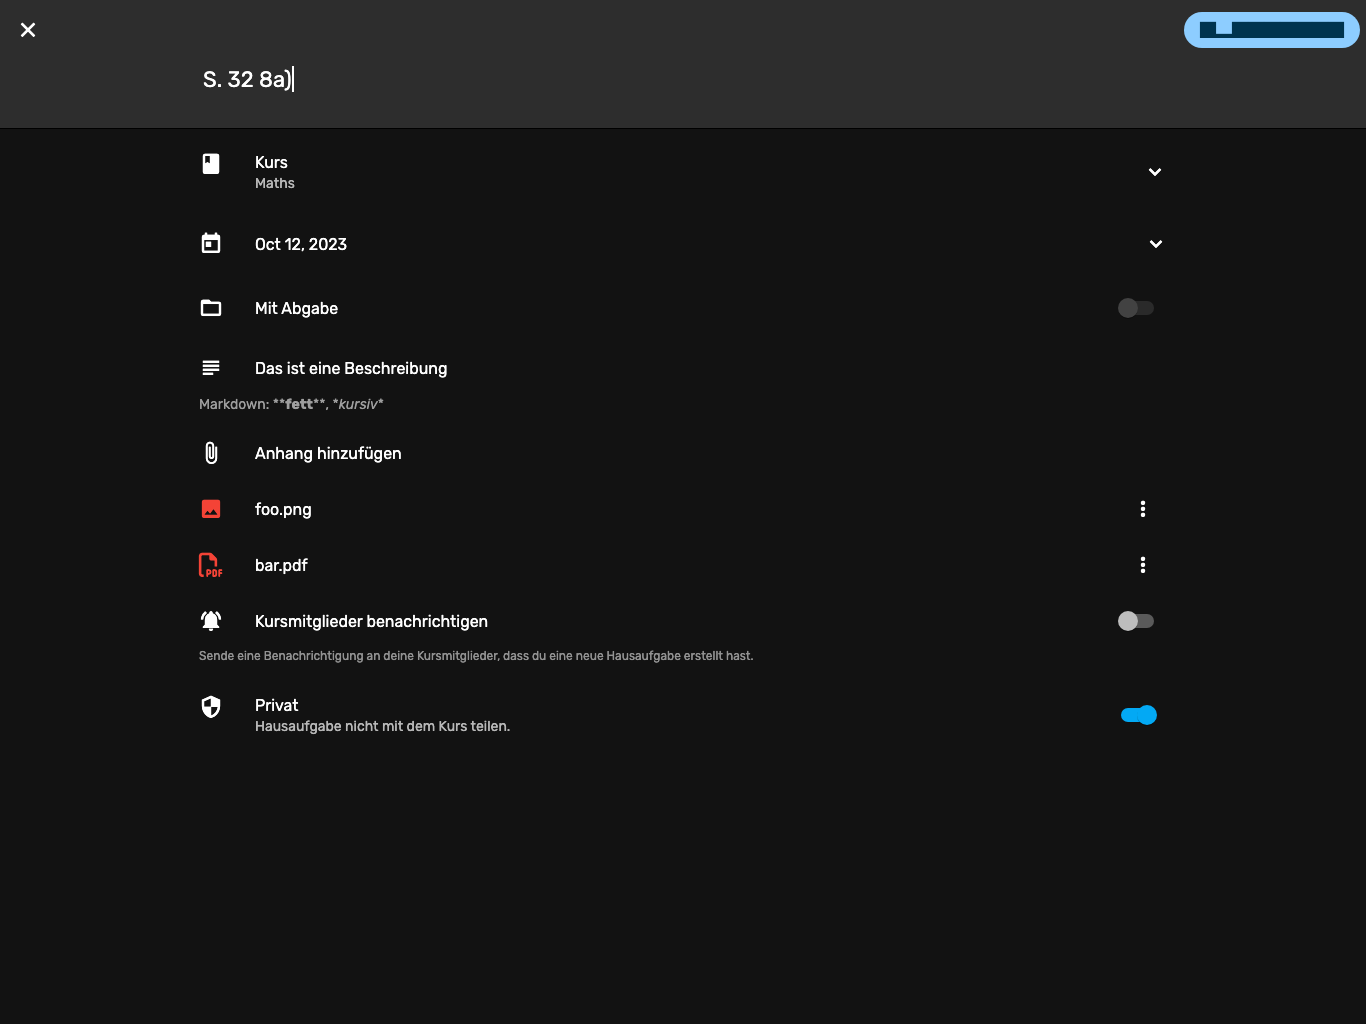 S. 32 8a)
Kurs
Maths
Oct 12, 2023
Mit Abgabe
Das ist eine Beschreibung
Markdown: **fett**, *kursiv*
Anhang hinzufügen
foo.png
PDF
bar.pdf
Kursmitglieder benachrichtigen
Sende eine Benachrichtigung an deine Kursmitglieder, dass du eine neue Hausaufgabe erstellt hast.
Privat
Hausaufgabe nicht mit dem Kurs teilen.